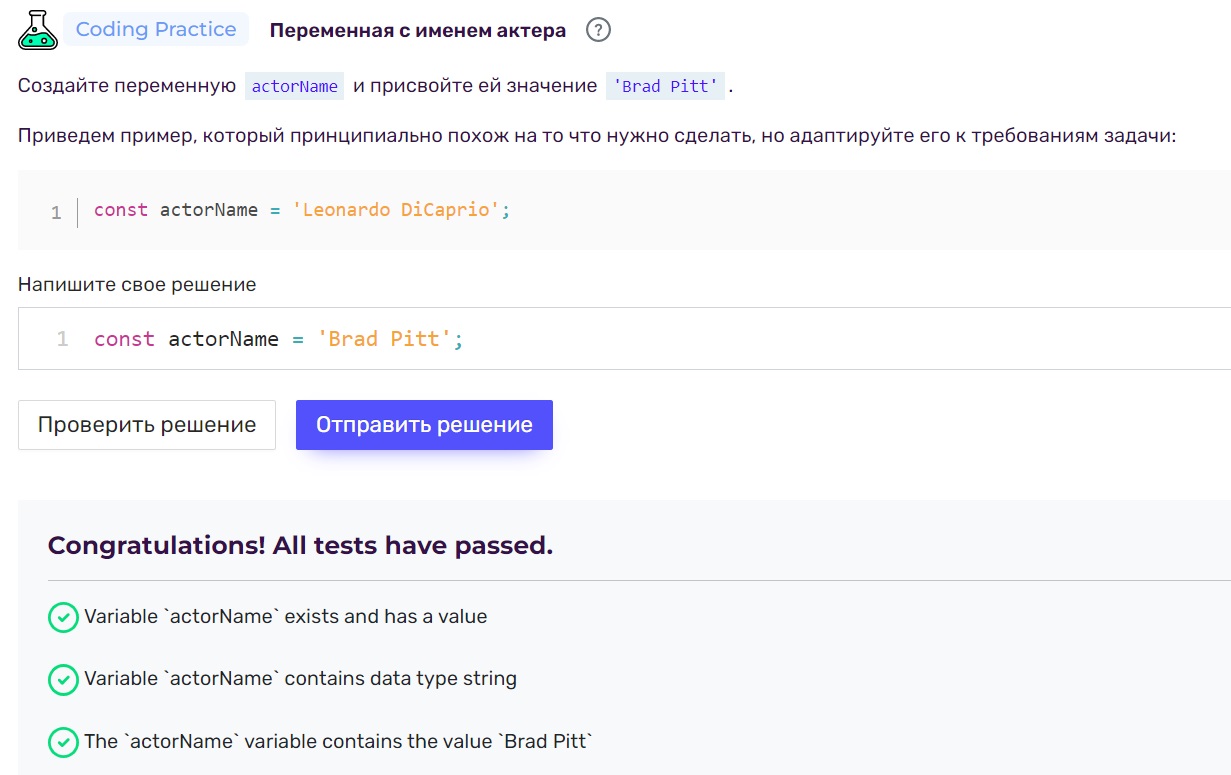 Coding Practice Переменная с именем актера ?
Создайте переменную actorName и присвойте ей значение 'Brad Pitt' .
Приведем пример, который принципиально похож на то что нужно сделать, но адаптируйте его к требованиям задачи:
1 const actorName = 'Leonardo DiCaprio';
Напишите свое решение
1 const actorName = 'Brad Pitt';
Проверить решение Отправить решение
Congratulations! All tests have passed.
Variable `actorName` exists and has a value
Variable `actorName` contains data type string
The `actorName` variable contains the value `Brad Pitt`